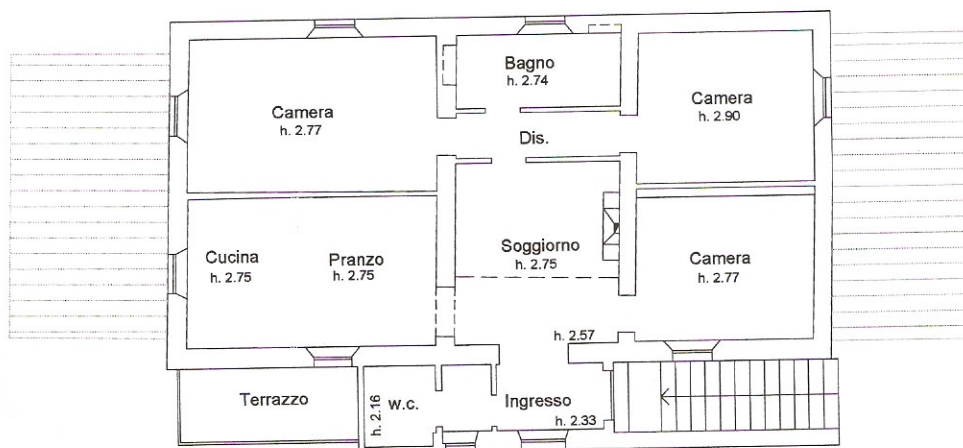 Bagno
h. 2.74
Camera
h. 2.77
Camera
h. 2.90
Dis.
Cucina
h. 2.75
Pranzo
h. 2.75
Soggiorno
h. 2.75
Camera
h. 2.77
h. 2.57
Terrazzo
h. 2.16
W.C.
Ingresso
h. 2.33